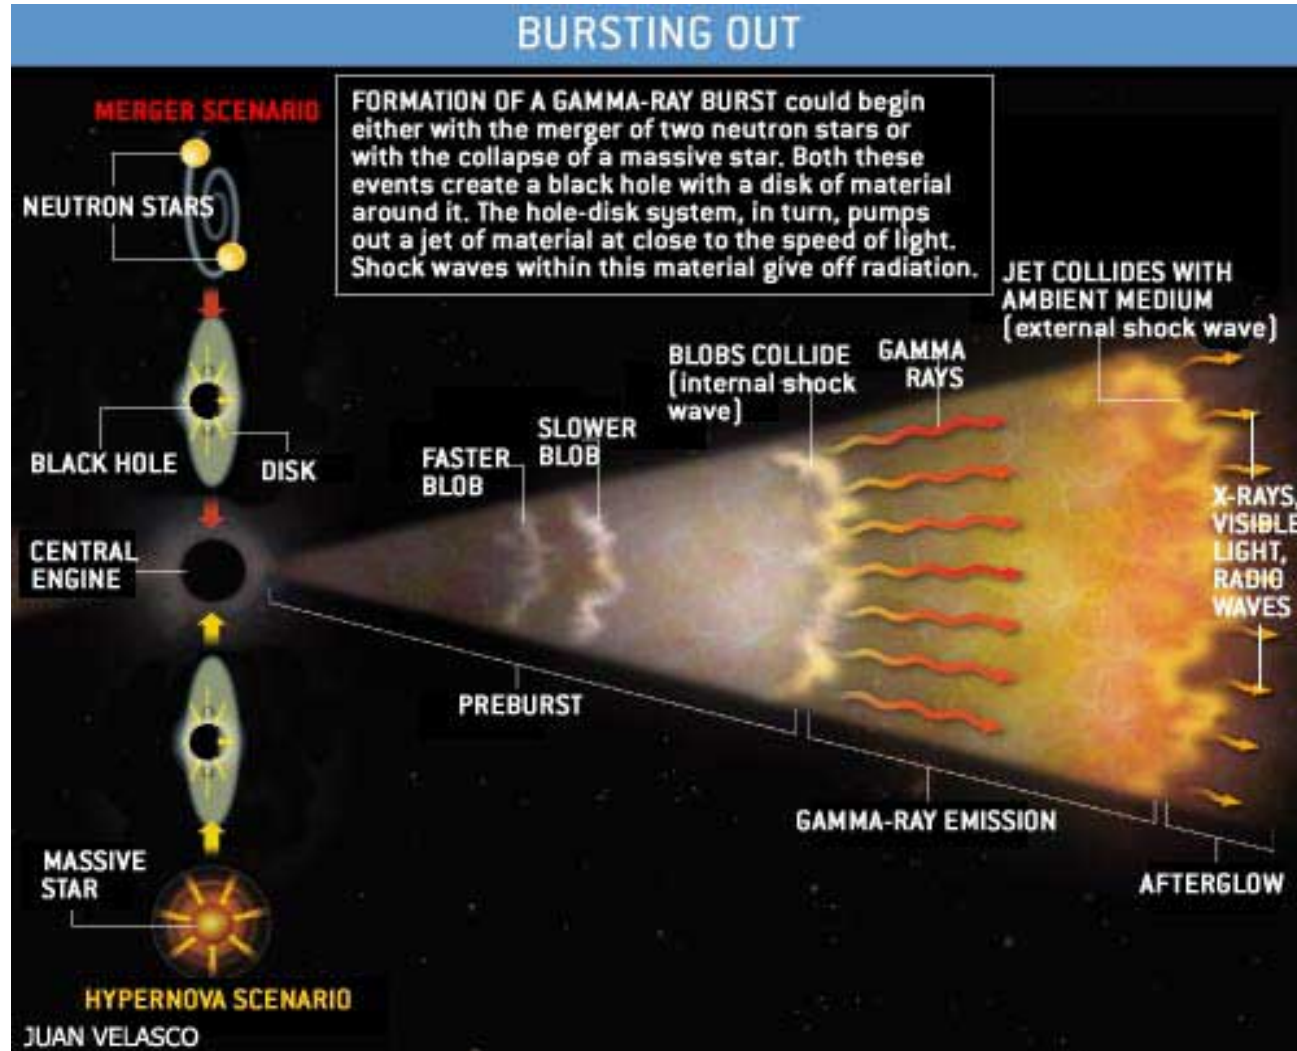 BURSTING OUT
MERGER SCENARIO
NEUTRON STARS
FORMATION OF A GAMMA-RAY BURST could begin
either with the merger of two neutron stars or
with the collapse of a massive star. Both these
events create a black hole with a disk of material
around it. The hole-disk system, in turn, pumps
out a jet of material at close to the speed of light.
Shock waves within this material give off radiation.
BLACK HOLE
DISK
CENTRAL
ENGINE
FASTER
BLOB
SLOWER
BLOB
BLOBS COLLIDE
(internal shock
wave)
GAMMA
RAYS
JET COLLIDES WITH
AMBIENT MEDIUM
(external shock wave)
X-RAYS,
VISIBLE
LIGHT,
RADIO
WAVES
PREBURST
GAMMA-RAY EMISSION
AFTERGLOW
MASSIVE
STAR
HYPERNOVA SCENARIO
JUAN VELASCO